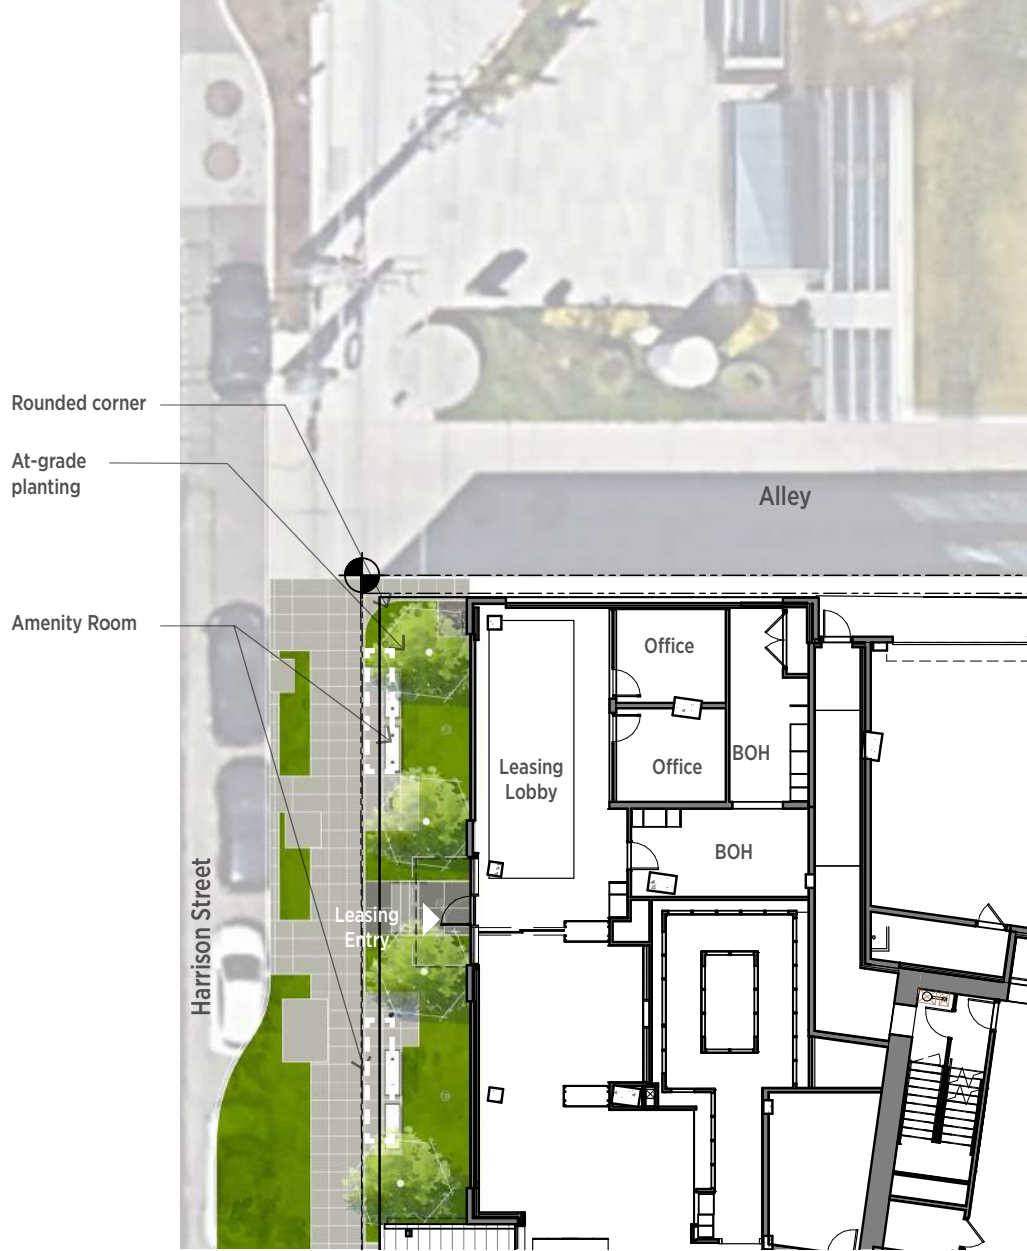 Rounded corner
At-grade
planting
Alley
Amenity Room
Office
Office
BOH
Leasing
Lobby
BOH
Leasing
Entry
Harrison Street